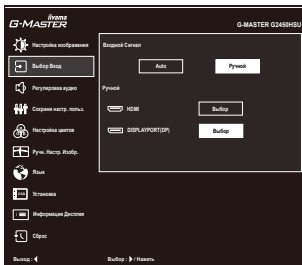 iiyama
G-MASTER
G-MASTER G2450HSU
Настройка изображения
Входной Сигнал
Выбор Вход
Auto
Ручной
Регулировка аудио
Ручной
Сохрани настр. польз.
HDMI
Выбор
Настройка цветов
DISPLAYPORT(DP)
Выбор
Ручн. Настр. Изобр.
Язык
OSD
Установка
Информация Дисплея
Сброс
Выход :
Выбор : / Нажать